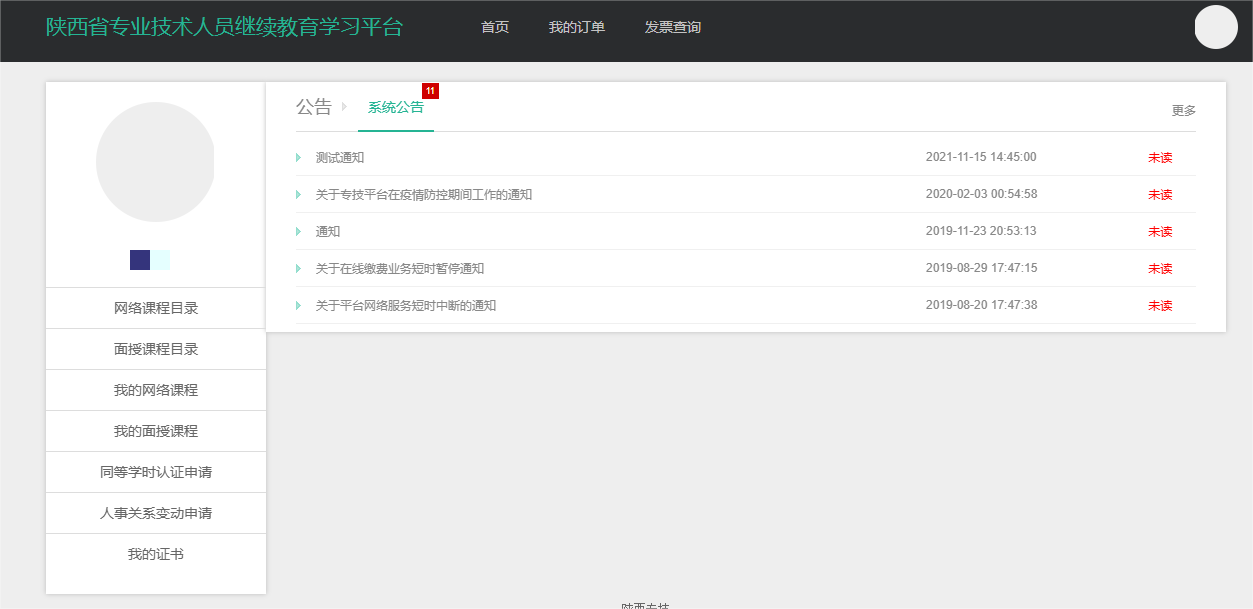 陕西省专业技术人员继续教育学习平台 首页 我的订单 发票查询
公告 系统公告 11 更多
测试通知 2021-11-15 14:45:00 未读
关于专技平台在疫情防控期间工作的通知 2020-02-03 00:54:58 未读
通知 2019-11-23 20:53:13 未读
关于在线缴费业务短时暂停通知 2019-08-29 17:47:15 未读
关于平台网络服务短时中断的通知 2019-08-20 17:47:38 未读
网络课程目录
面授课程目录
我的网络课程
我的面授课程
同等学时认证申请
人事关系变动申请
我的证书
陕西专技